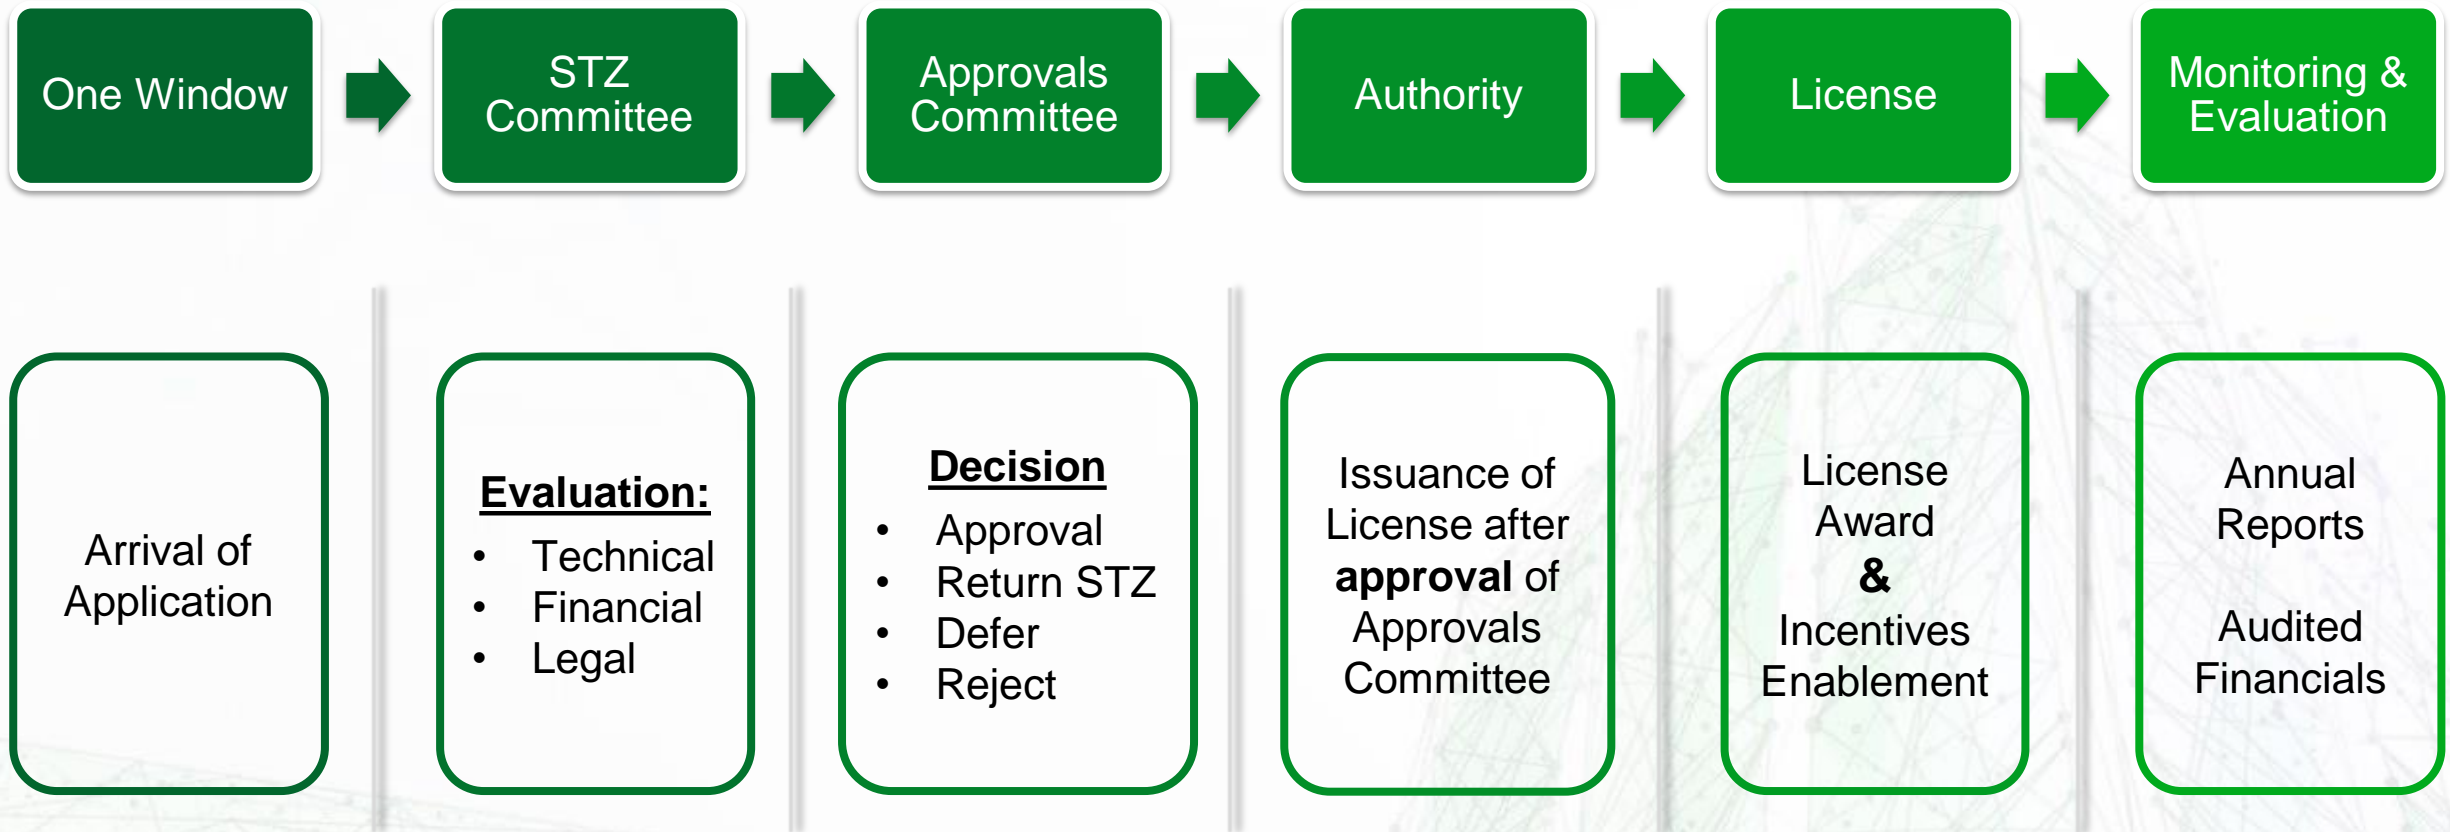 One Window
STZ
Committee
Approvals
Committee
Authority
License
Monitoring &
Evaluation
Arrival of
Application
Evaluation:
• Technical
• Financial
• Legal
Decision
• Approval
• Return STZ
• Defer
• Reject
Issuance of
License after
approval of
Approvals
Committee
License
Award
&
Incentives
Enablement
Annual
Reports
Audited
Financials